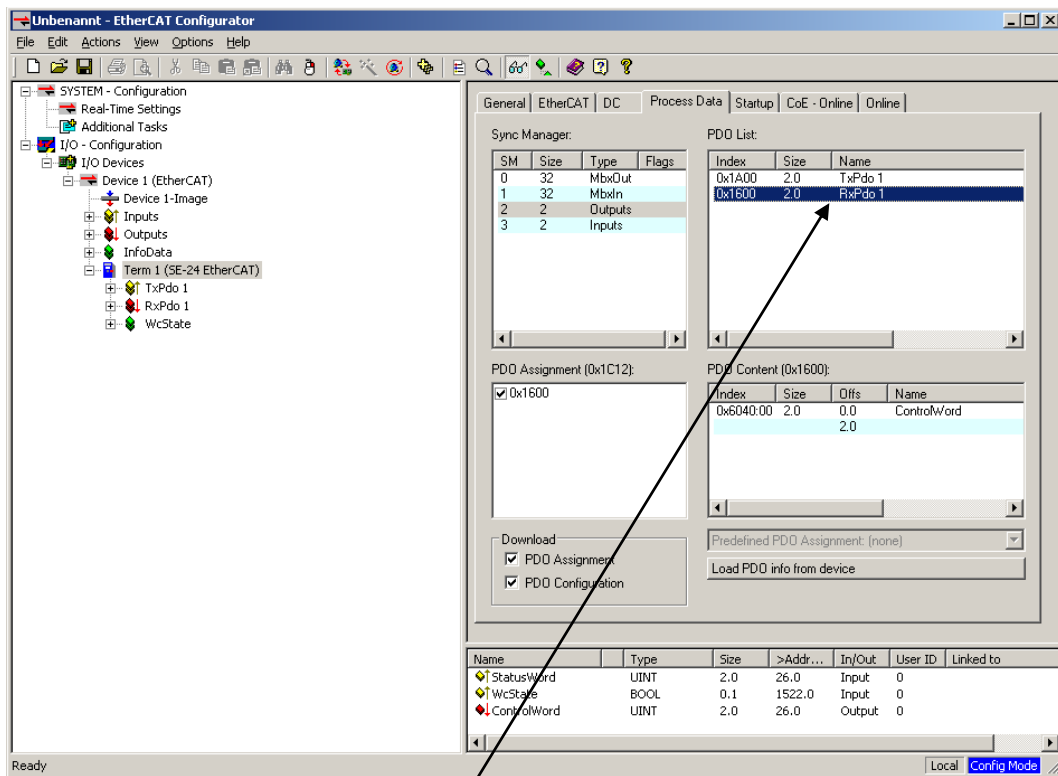 Unbenannt - EtherCAT Configurator
File Edit Actions View Options Help
SYSTEM - Configuration
Real-Time Settings
Additional Tasks
I/O - Configuration
I/O Devices
Device 1 (EtherCAT)
Device 1-Image
Inputs
Outputs
InfoData
Term 1 (SE-24 EtherCAT)
TxPdo 1
RxPdo 1
WcState
General EtherCAT DC Process Data Startup CoE - Online Online
Sync Manager:
SM Size Type Flags
0 32 MbxOut
1 32 MbxIn
2 2 Outputs
3 2 Inputs
PDO List:
Index Size Name
0x1A00 2.0 TxPdo 1
0x1600 2.0 RxPdo 1
PDO Assignment (0x1C12):
0x1600
PDO Content (0x1600):
Index Size Offs Name
0x6040:00 2.0 0.0 ControlWord
2.0
Download
PDO Assignment
PDO Configuration
Predefined PDO Assignment: (none)
Load PDO info from device
Name Type Size >Addr... In/Out User ID Linked to
StatusWord UINT 2.0 26.0 Input 0
WcState BOOL 0.1 1522.0 Input 0
ControlWord UINT 2.0 26.0 Output 0
Ready
Local Config Mode